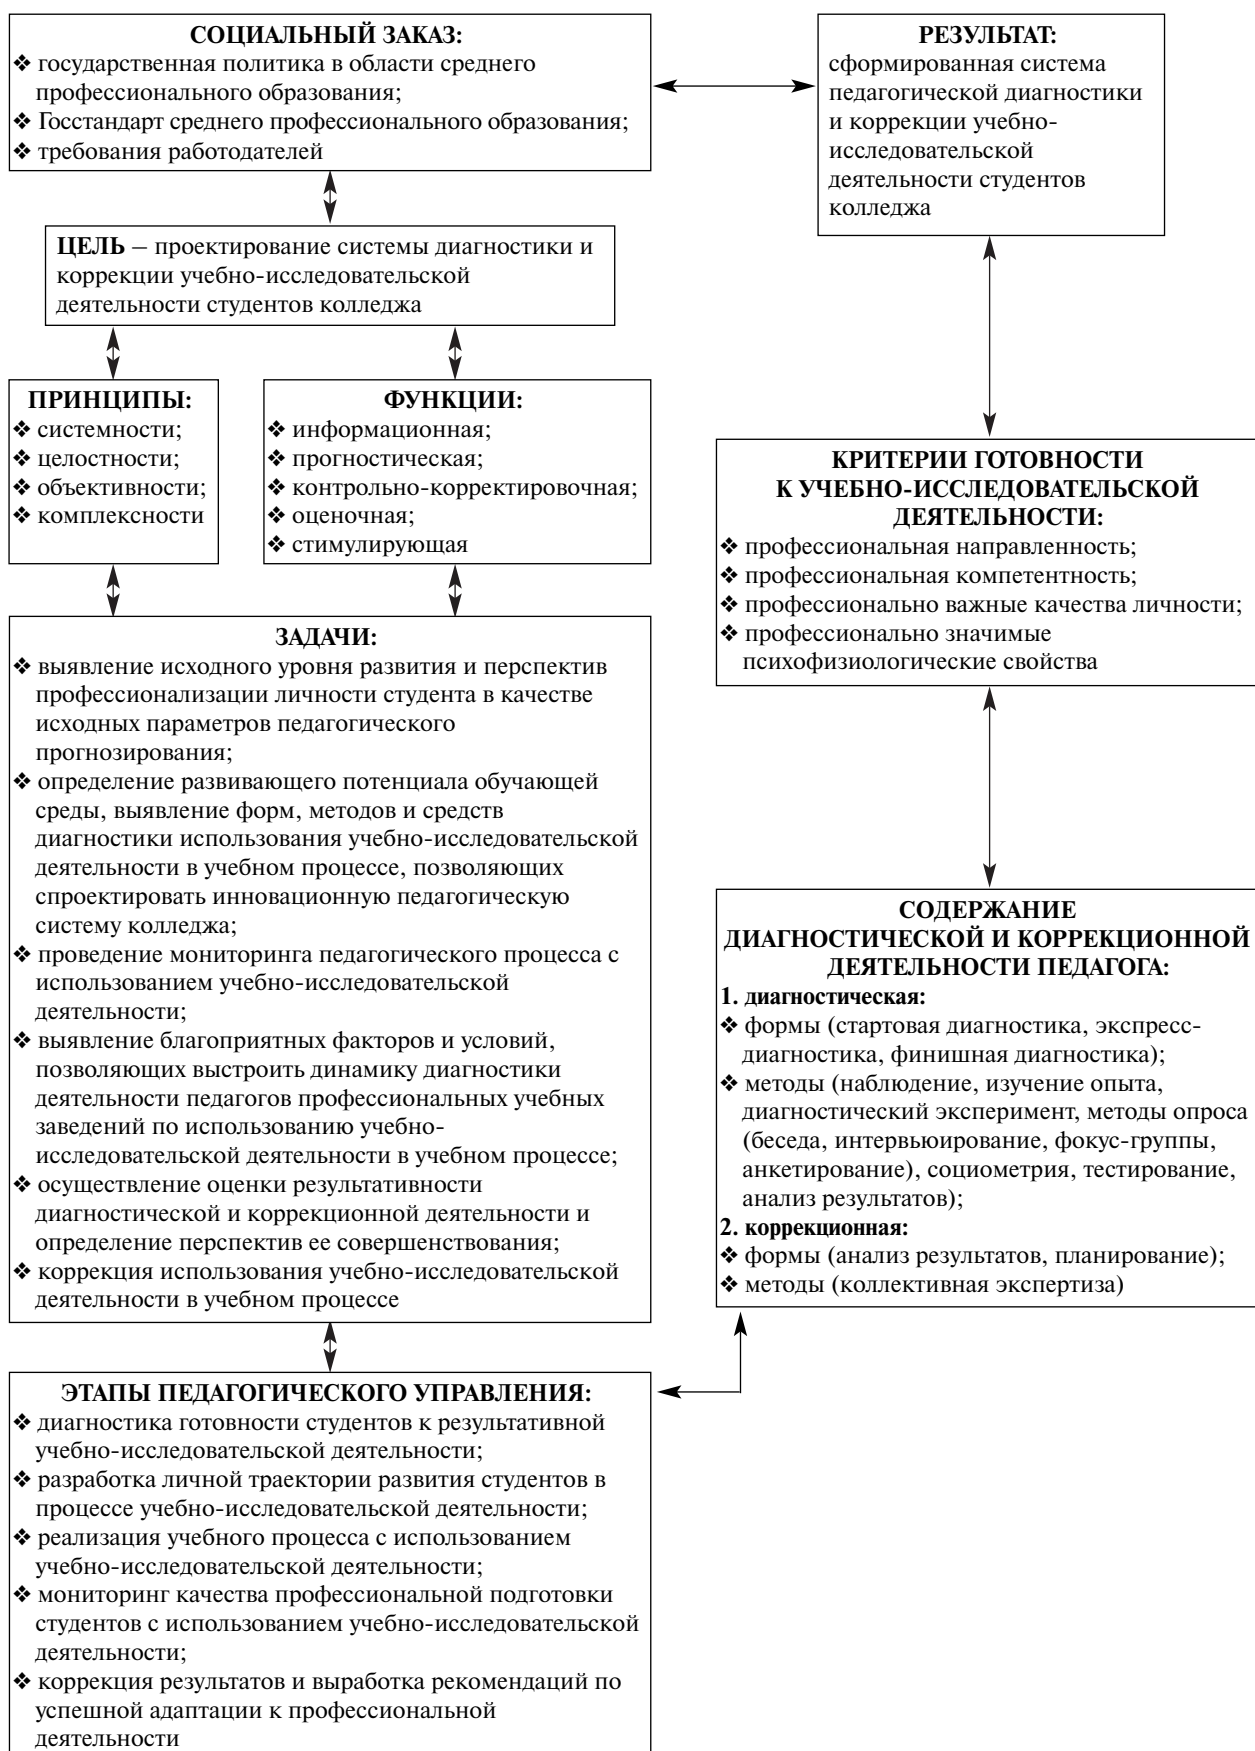 СОЦИАЛЬНЫЙ ЗАКАЗ:
❖ государственная политика в области среднего
профессионального образования;
❖ Госстандарт среднего профессионального образования;
❖ требования работодателей
РЕЗУЛЬТАТ:
сформированная система
педагогической диагностики
и коррекции учебно-
исследовательской
деятельности студентов
колледжа
ЦЕЛЬ – проектирование системы диагностики и
коррекции учебно-исследовательской
деятельности студентов колледжа
ПРИНЦИПЫ:
❖ системности;
❖ целостности;
❖ объективности;
❖ комплексности
ФУНКЦИИ:
❖ информационная;
❖ прогностическая;
❖ контрольно-корректировочная;
❖ оценочная;
❖ стимулирующая
КРИТЕРИИ ГОТОВНОСТИ
К УЧЕБНО-ИССЛЕДОВАТЕЛЬСКОЙ
ДЕЯТЕЛЬНОСТИ:
❖ профессиональная направленность;
❖ профессиональная компетентность;
❖ профессионально важные качества личности;
❖ профессионально значимые
психофизиологические свойства
ЗАДАЧИ:
❖ выявление исходного уровня развития и перспектив
профессионализации личности студента в качестве
исходных параметров педагогического
прогнозирования;
❖ определение развивающего потенциала обучающей
среды, выявление форм, методов и средств
диагностики использования учебно-исследовательской
деятельности в учебном процессе, позволяющих
спроектировать инновационную педагогическую
систему колледжа;
❖ проведение мониторинга педагогического процесса с
использованием учебно-исследовательской
деятельности;
❖ выявление благоприятных факторов и условий,
позволяющих выстроить динамику диагностики
деятельности педагогов профессиональных учебных
заведений по использованию учебно-
исследовательской деятельности в учебном процессе;
❖ осуществление оценки результативности
диагностической и коррекционной деятельности и
определение перспектив ее совершенствования;
❖ коррекция использования учебно-исследовательской
деятельности в учебном процессе
СОДЕРЖАНИЕ
ДИАГНОСТИЧЕСКОЙ И КОРРЕКЦИОННОЙ
ДЕЯТЕЛЬНОСТИ ПЕДАГОГА:
1. диагностическая:
❖ формы (стартовая диагностика, экспресс-
диагностика, финишная диагностика);
❖ методы (наблюдение, изучение опыта,
диагностический эксперимент, методы опроса
(беседа, интервьюирование, фокус-группы,
анкетирование), социометрия, тестирование,
анализ результатов);
2. коррекционная:
❖ формы (анализ результатов, планирование);
❖ методы (коллективная экспертиза)
ЭТАПЫ ПЕДАГОГИЧЕСКОГО УПРАВЛЕНИЯ:
❖ диагностика готовности студентов к результативной
учебно-исследовательской деятельности;
❖ разработка личной траектории развития студентов в
процессе учебно-исследовательской деятельности;
❖ реализация учебного процесса с использованием
учебно-исследовательской деятельности;
❖ мониторинг качества профессиональной подготовки
студентов с использованием учебно-исследовательской
деятельности;
❖ коррекция результатов и выработка рекомендаций по
успешной адаптации к профессиональной
деятельности